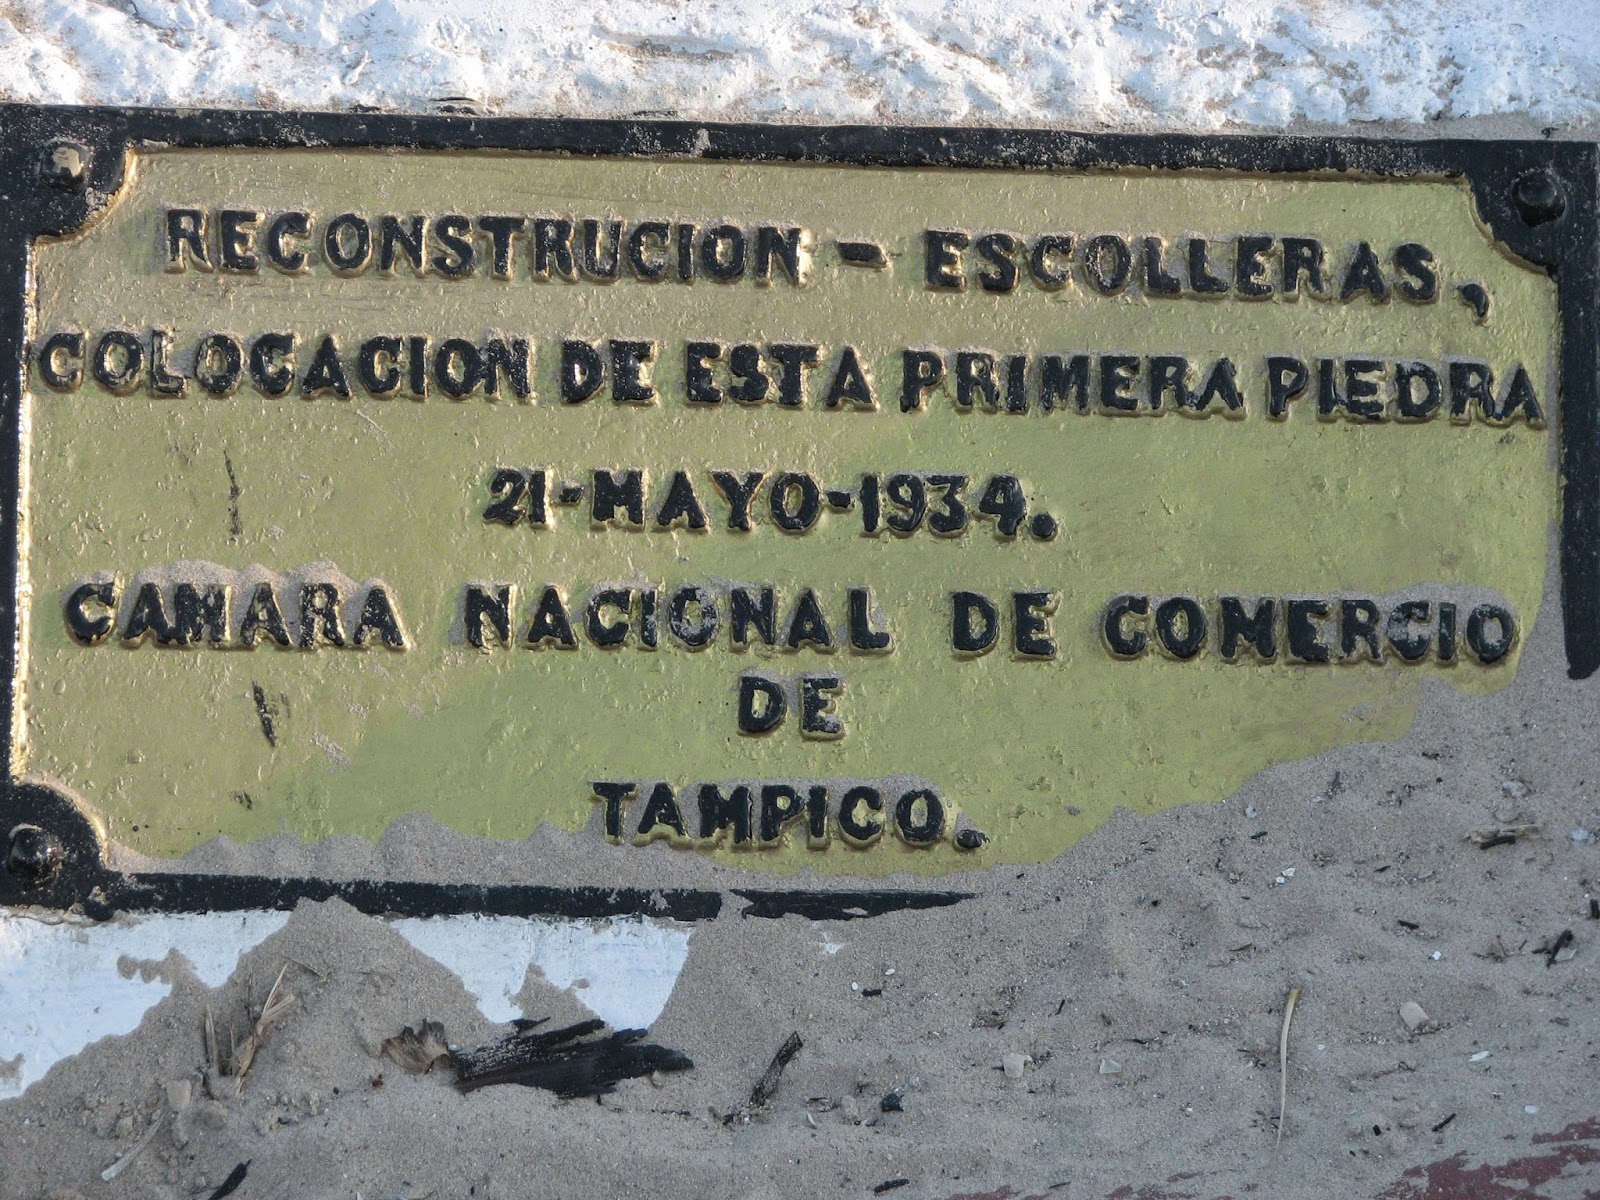 RECONSTRUCION - ESCOLLERAS,
COLOCACION DE ESTA PRIMERA PIEDRA
21-MAYO-1934.
CAMARA NACIONAL DE COMERCIO
DE
TAMPICO.